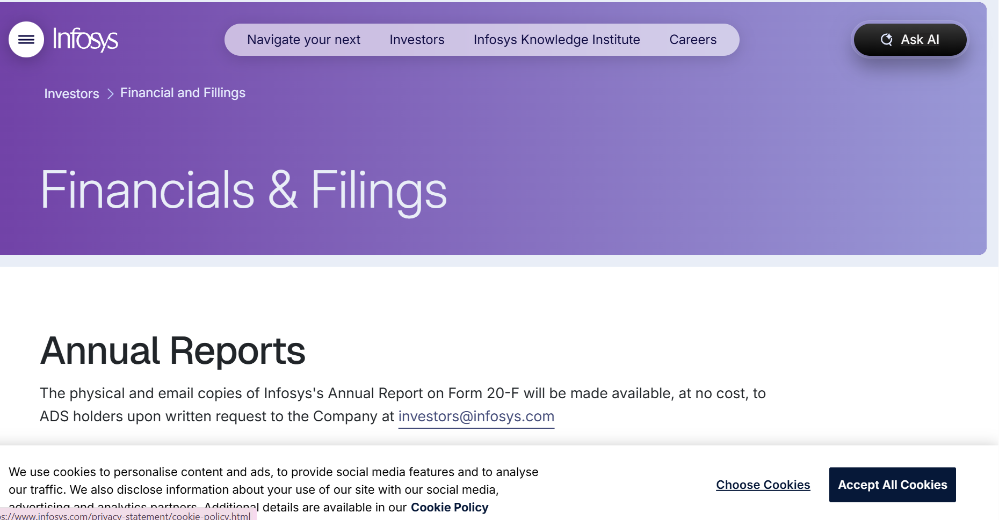 Infosys
Navigate your next
Investors
Infosys Knowledge Institute
Careers
Ask AI
Investors
Financial and Fillings
Financials & Filings
Annual Reports
The physical and email copies of Infosys's Annual Report on Form 20-F will be made available, at no cost, to
ADS holders upon written request to the Company at investors@infosys.com
We use cookies to personalise content and ads, to provide social media features and to analyse
our traffic. We also disclose information about your use of our site with our social media,
advertising and analytics partners. Additional details are available in our Cookie Policy
Choose Cookies
Accept All Cookies
s://www.infosys.com/privacy-statement/cookie-policy.html